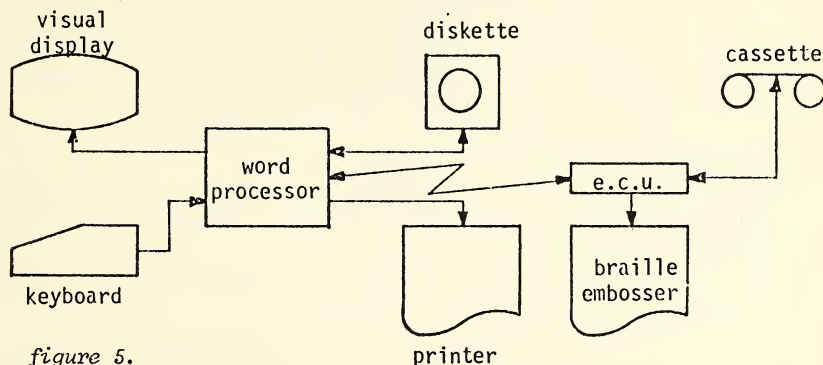 visual
display
diskette
cassette
word
processor
e.c.u.
keyboard
braille
embosser
printer
figure 5.